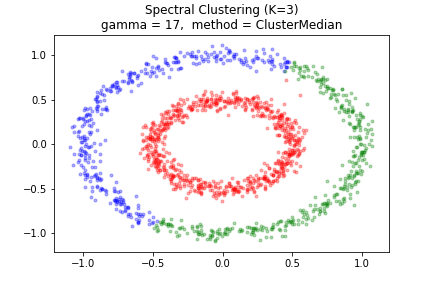 Spectral Clustering (K=3)
gamma = 17,  method = ClusterMedian
1.0
0.5
0.0
−0.5
−1.0
−1.0 −0.5 0.0 0.5 1.0